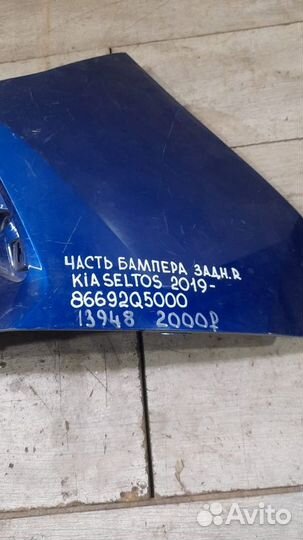 ЧАСТЬ БАМПЕРА ЗАДН.R
KIA SELTOS 2019-
86692Q5000
13948 2000₽
Avito